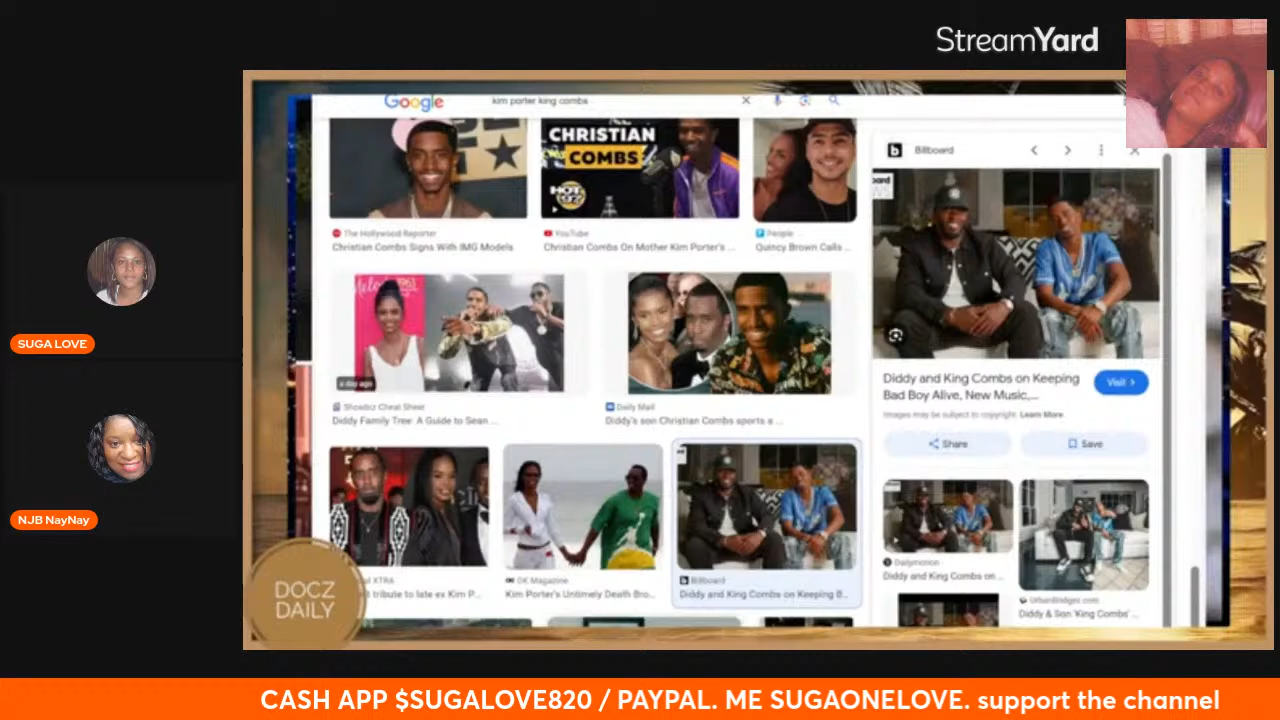 StreamYard
Google
kim porter king combs
CHRISTIAN
COMBS
HOT
97
The Hollywood Reporter
Christian Combs Signs With IMG Models
YouTube
Christian Combs On Mother Kim Porter's ...
People
Quincy Brown Calls ...
b Billboard
a day ago
Showbiz Cheat Sheet
Diddy Family Tree: A Guide to Sean ...
Daily Mail
Diddy's son Christian Combs sports a ...
Diddy and King Combs on Keeping
Bad Boy Alive, New Music,...
Visit
Images may be subject to copyright. Learn More
Share
Save
XTRA
tribute to late ex Kim P...
OK Magazine
Kim Porter's Untimely Death Bro...
Billboard
Diddy and King Combs on Keeping B...
Dailymotion
Diddy and King Combs on ...
UrbanBridgez.com
Diddy & Son 'King Combs' ...
SUGA LOVE
NJB NayNay
DOCZ
DAILY
CASH APP $SUGALOVE820 / PAYPAL. ME SUGAONELOVE. support the channel